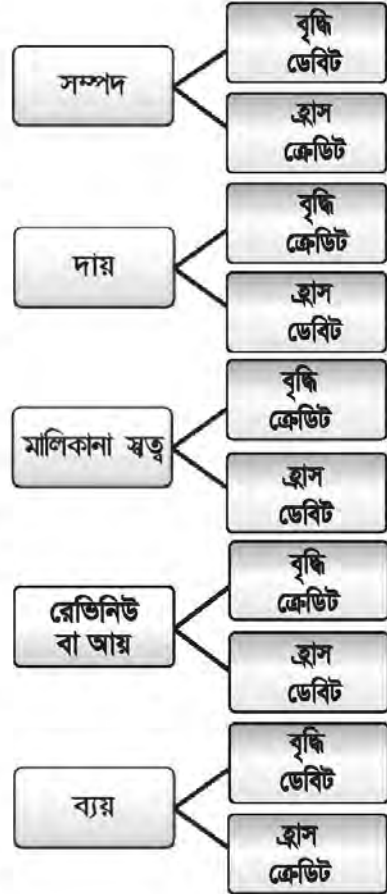 সম্পদ
বৃদ্ধি
ডেবিট
হ্রাস
ক্রেডিট
দায়
বৃদ্ধি
ক্রেডিট
হ্রাস
ডেবিট
মালিকানা স্বত্ব
বৃদ্ধি
ক্রেডিট
হ্রাস
ডেবিট
রেভিনিউ
বা আয়
বৃদ্ধি
ক্রেডিট
হ্রাস
ডেবিট
ব্যয়
বৃদ্ধি
ডেবিট
হ্রাস
ক্রেডিট